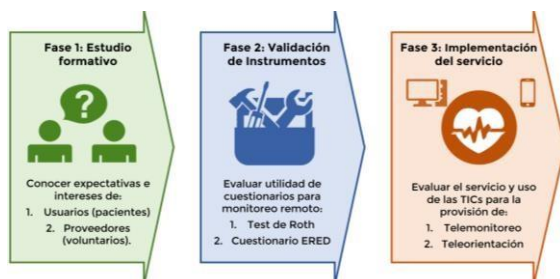 Fase 1: Estudio
formativo
?
Conocer expectativas e
intereses de:
1. Usuarios (pacientes)
2. Proveedores
(voluntarios).
Fase 2: Validación
de Instrumentos
Evaluar utilidad de
cuestionarios para
monitoreo remoto:
1. Test de Roth
2. Cuestionario ERED
Fase 3: Implementación
del servicio
Evaluar el servicio y uso
de las TICs para la
provisión de:
1. Telemonitoreo
2. Teleorientación